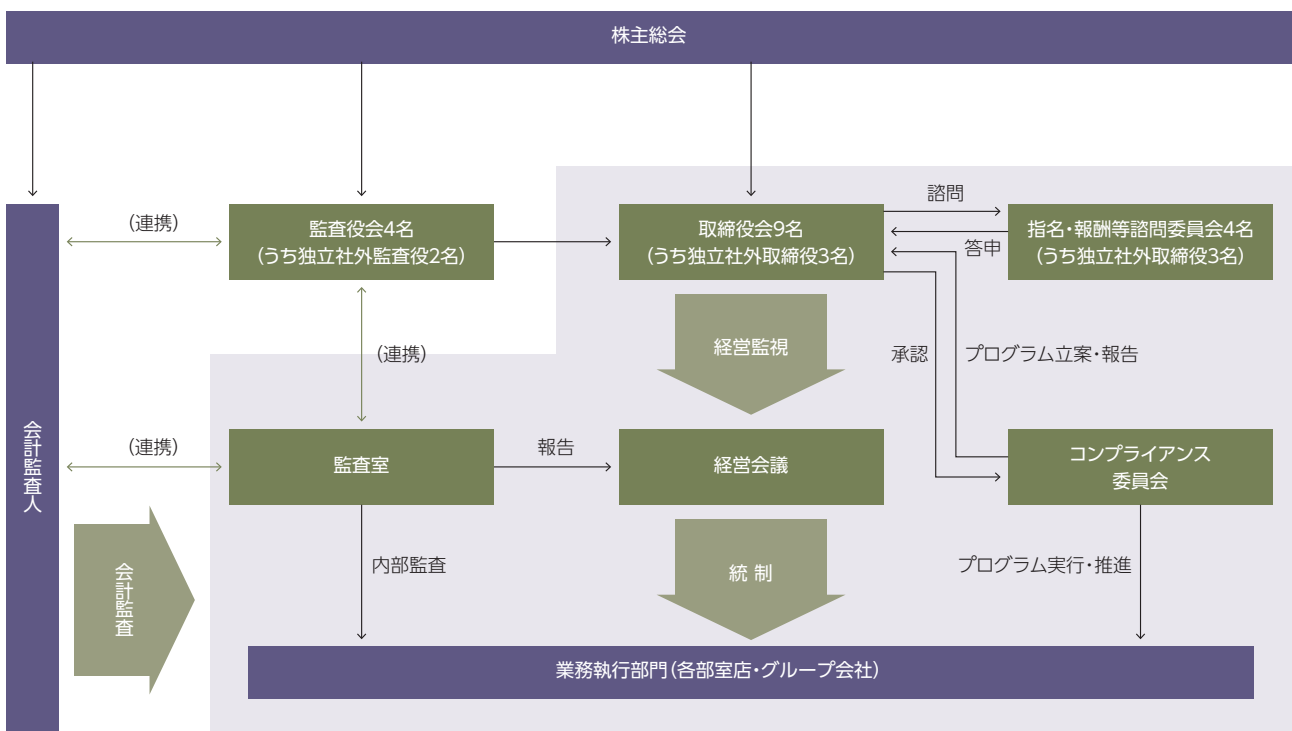 株主総会
(連携)
監査役会4名
(うち独立社外監査役2名)
取締役会9名
(うち独立社外取締役3名)
諮問
答申
指名・報酬等諮問委員会4名
(うち独立社外取締役3名)
(連携)
経営監視
承認
プログラム立案・報告
会計監査人
(連携)
監査室
報告
経営会議
コンプライアンス
委員会
会計監査
内部監査
統制
プログラム実行・推進
業務執行部門(各部室店・グループ会社)